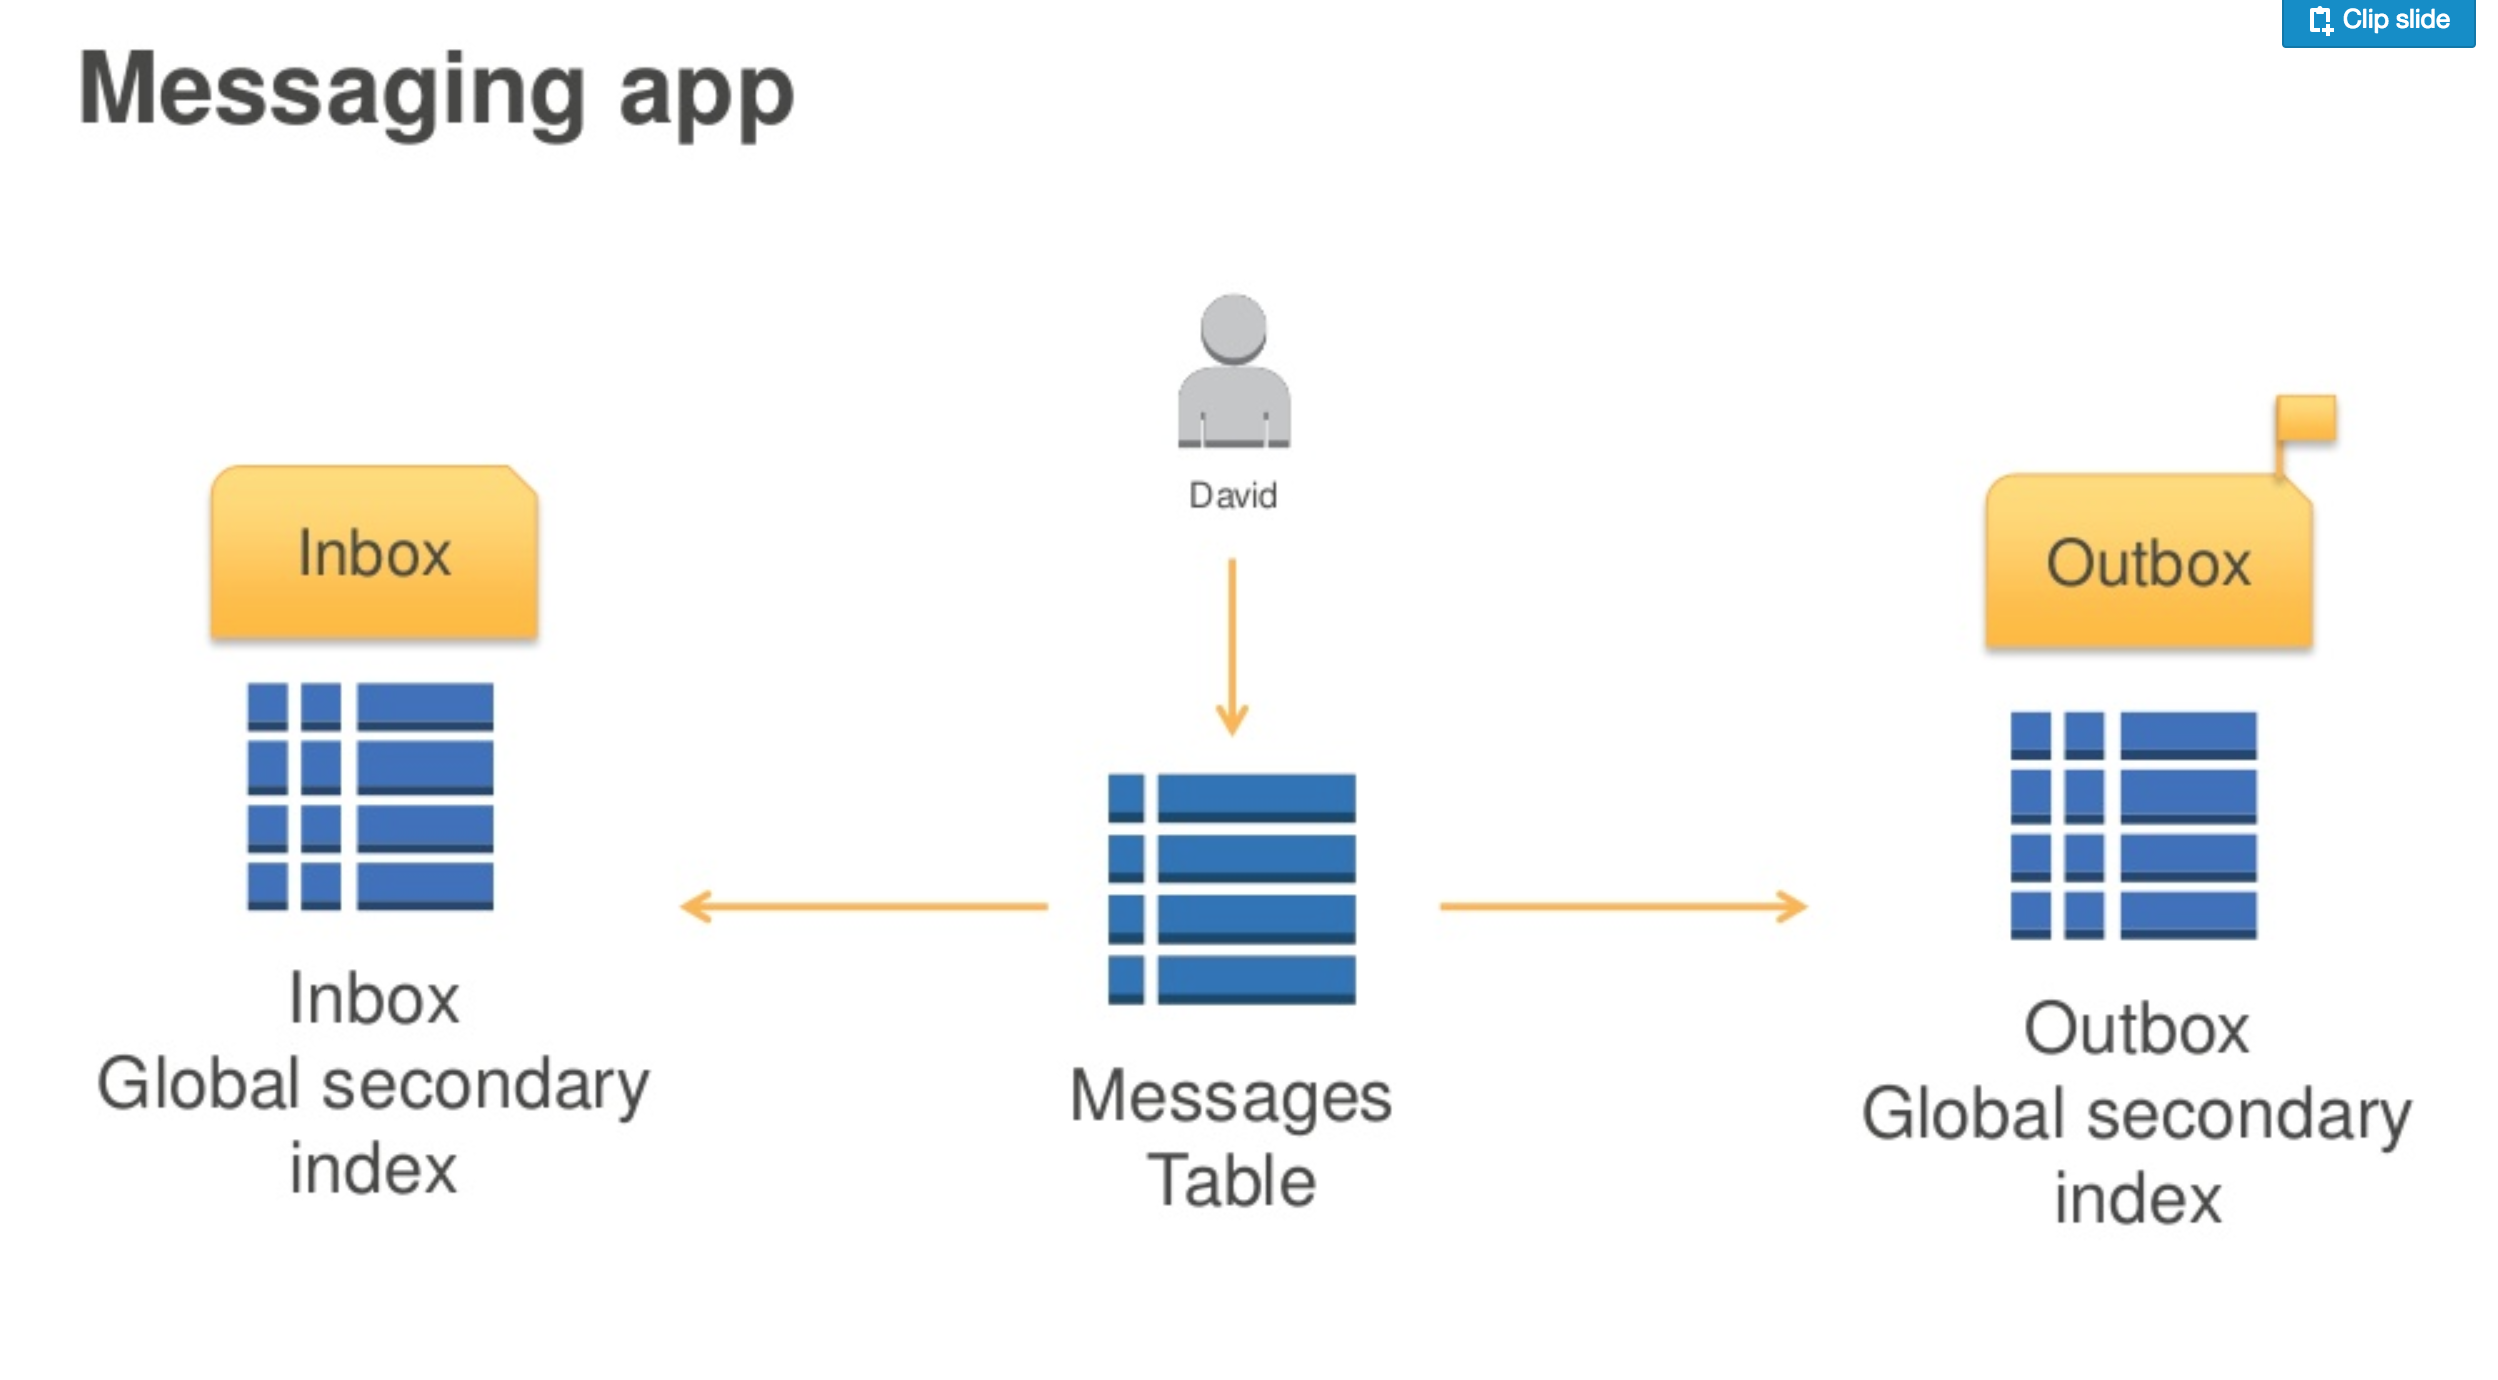 Clip slide
Messaging app
David
Inbox
Outbox
Inbox
Global secondary
index
Messages
Table
Outbox
Global secondary
index